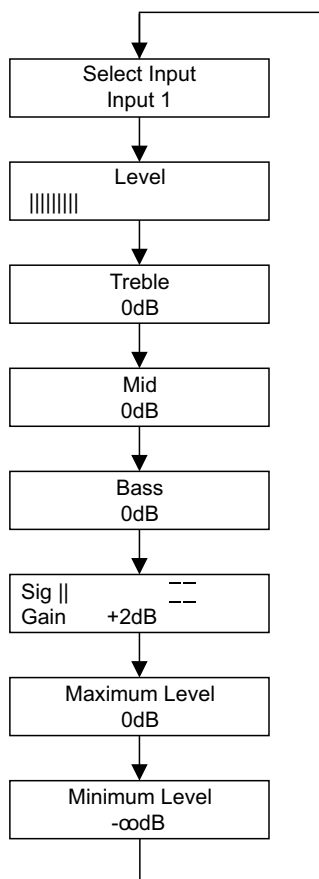 Select Input
Input 1
Level
|||||||||
Treble
0dB
Mid
0dB
Bass
0dB
Sig ||
Gain +2dB
Maximum Level
0dB
Minimum Level
-∞dB